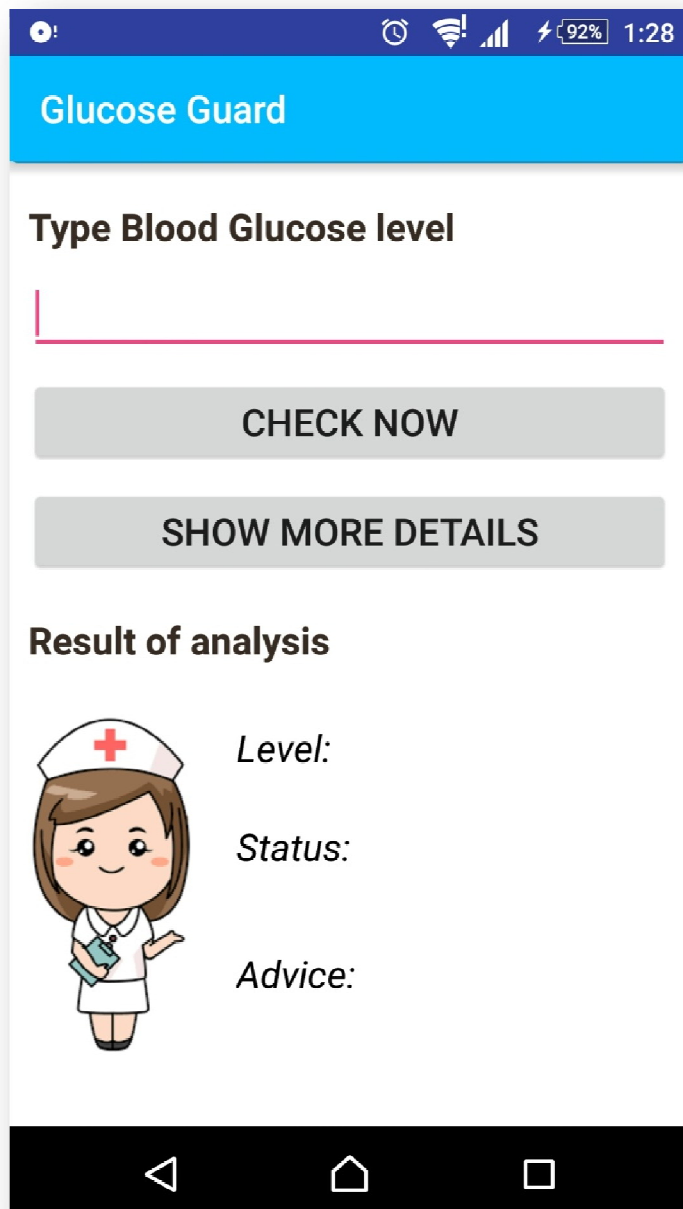 92% 1:28
Glucose Guard
Type Blood Glucose level
CHECK NOW
SHOW MORE DETAILS
Result of analysis
Level:
Status:
Advice: